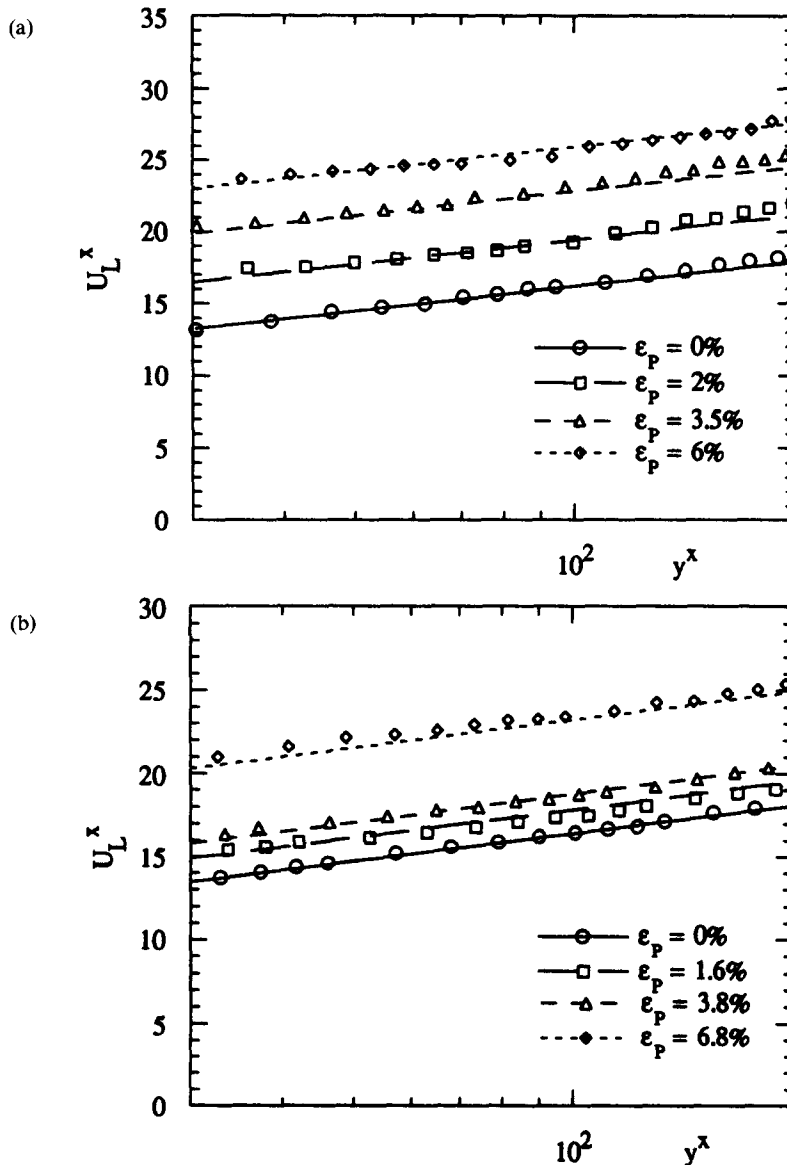 (a)
35
30
25
20
15
10
5
0
U_L^x
ε_P = 0%
ε_P = 2%
ε_P = 3.5%
ε_P = 6%
10^2 y^x
(b)
30
25
20
15
10
5
0
U_L^x
ε_P = 0%
ε_P = 1.6%
ε_P = 3.8%
ε_P = 6.8%
10^2 y^x